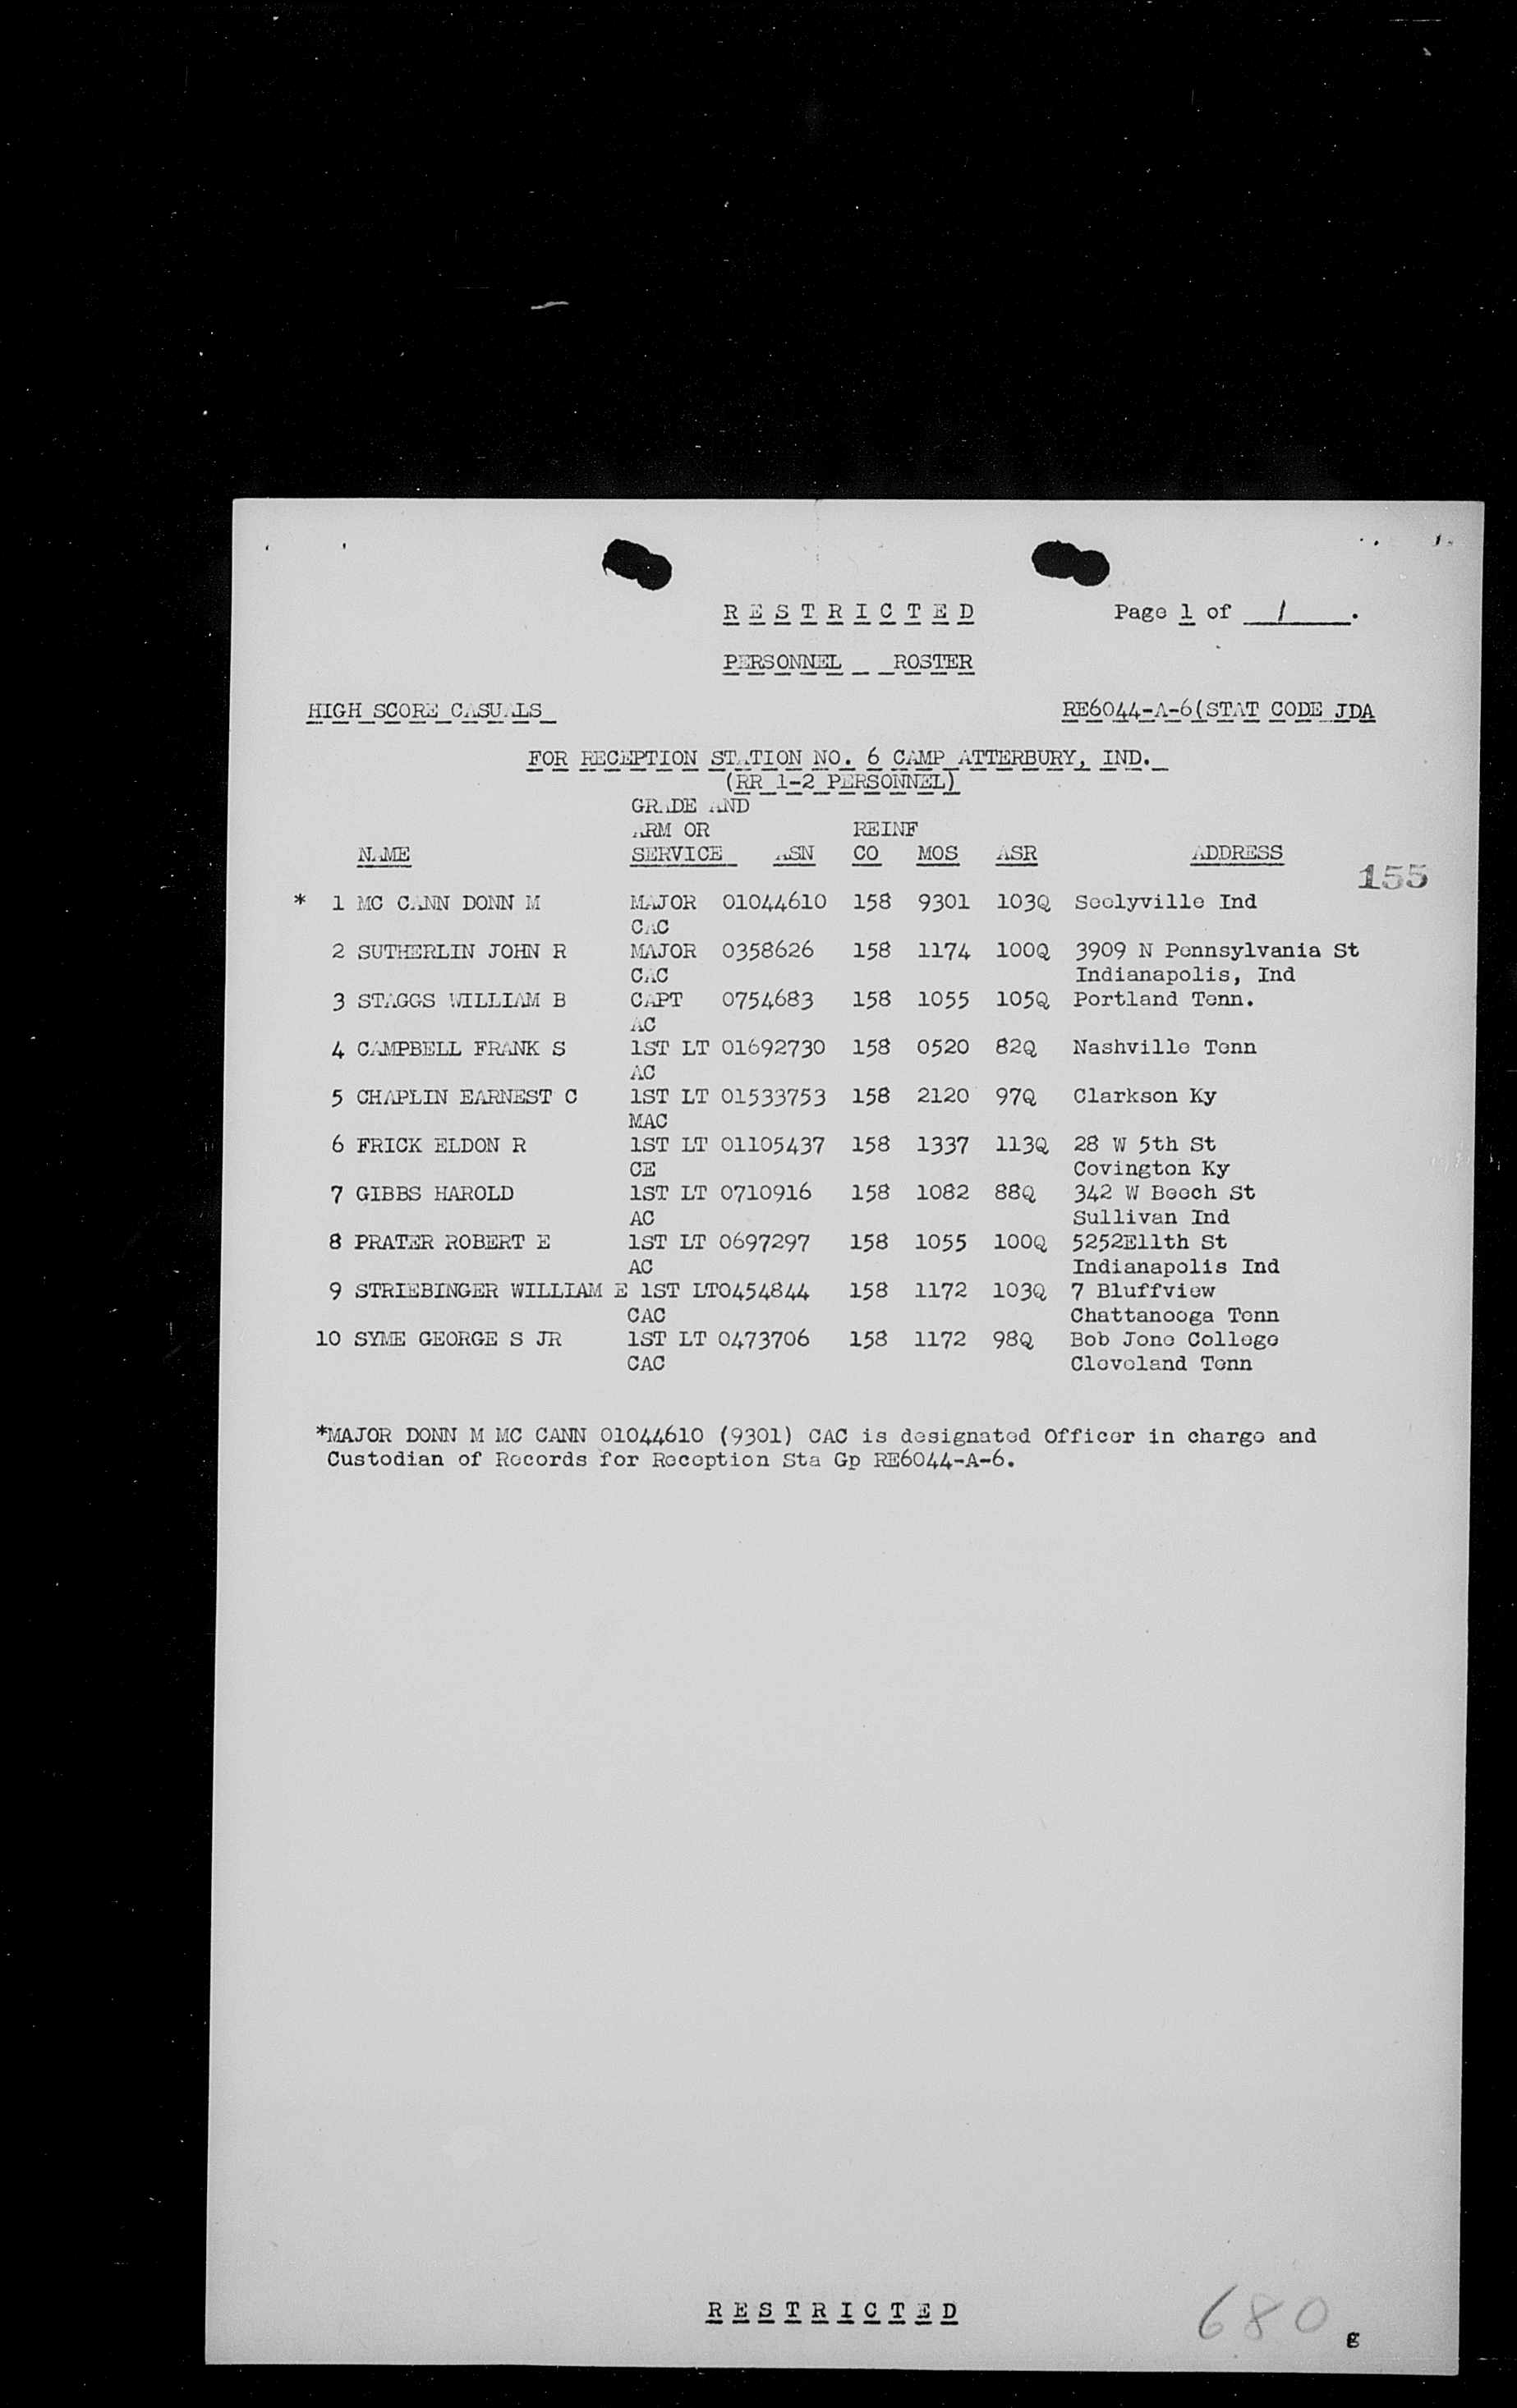 RESTRICTED Page 1 of 1.
PERSONNEL ROSTER
HIGH SCORE CASUALS RE6044-A-6(STAT CODE JDA
FOR RECEPTION STATION NO. 6 CAMP ATTERBURY, IND.
(RR 1-2 PERSONNEL)
GRADE AND
ARM OR REINF
NAME SERVICE ASN CO MOS ASR ADDRESS
155
* 1 MC CANN DONN M MAJOR 01044610 158 9301 103Q Seelyville Ind
CAC
2 SUTHERLIN JOHN R MAJOR 0358626 158 1174 100Q 3909 N Pennsylvania St
CAC Indianapolis, Ind
3 STAGGS WILLIAM B CAPT 0754683 158 1055 105Q Portland Tenn.
AC
4 CAMPBELL FRANK S 1ST LT 01692730 158 0520 82Q Nashville Tenn
AC
5 CHAPLIN EARNEST C 1ST LT 01533753 158 2120 97Q Clarkson Ky
MAC
6 FRICK ELDON R 1ST LT 01105437 158 1337 113Q 28 W 5th St
CE Covington Ky
7 GIBBS HAROLD 1ST LT 0710916 158 1082 88Q 342 W Beech St
AC Sullivan Ind
8 PRATER ROBERT E 1ST LT 0697297 158 1055 100Q 5252E11th St
AC Indianapolis Ind
9 STRIEBINGER WILLIAM E 1ST LT0454844 158 1172 103Q 7 Bluffview
CAC Chattanooga Tenn
10 SYME GEORGE S JR 1ST LT 0473706 158 1172 98Q Bob Jone College
CAC Cleveland Tenn
*MAJOR DONN M MC CANN 01044610 (9301) CAC is designated Officer in charge and
Custodian of Records for Reception Sta Gp RE6044-A-6.
RESTRICTED
680
g